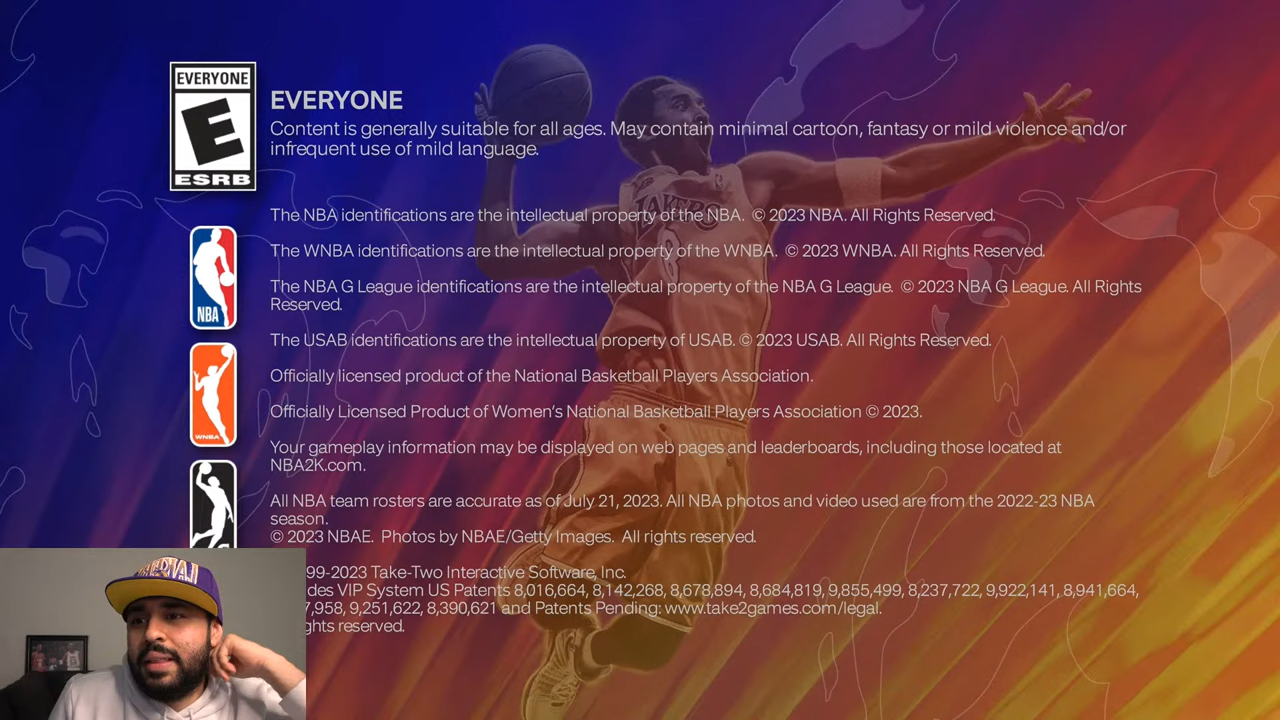 EVERYONE
E
ESRB
EVERYONE
Content is generally suitable for all ages. May contain minimal cartoon, fantasy or mild violence and/or
infrequent use of mild language.
The NBA identifications are the intellectual property of the NBA. © 2023 NBA. All Rights Reserved.
The WNBA identifications are the intellectual property of the WNBA. © 2023 WNBA. All Rights Reserved.
The NBA G League identifications are the intellectual property of the NBA G League. © 2023 NBA G League. All Rights
Reserved.
NBA
The USAB identifications are the intellectual property of USAB. © 2023 USAB. All Rights Reserved.
Officially licensed product of the National Basketball Players Association.
Officially Licensed Product of Women's National Basketball Players Association © 2023.
WNBA
Your gameplay information may be displayed on web pages and leaderboards, including those located at
NBA2K.com.
All NBA team rosters are accurate as of July 21, 2023. All NBA photos and video used are from the 2022-23 NBA
season.
© 2023 NBAE. Photos by NBAE/Getty Images. All rights reserved.
99-2023 Take-Two Interactive Software, Inc.
des VIP System US Patents 8,016,664, 8,142,268, 8,678,894, 8,684,819, 9,855,499, 8,237,722, 9,922,141, 8,941,664,
7,958, 9,251,622, 8,390,621 and Patents Pending: www.take2games.com/legal.
ghts reserved.
LAKERS
8